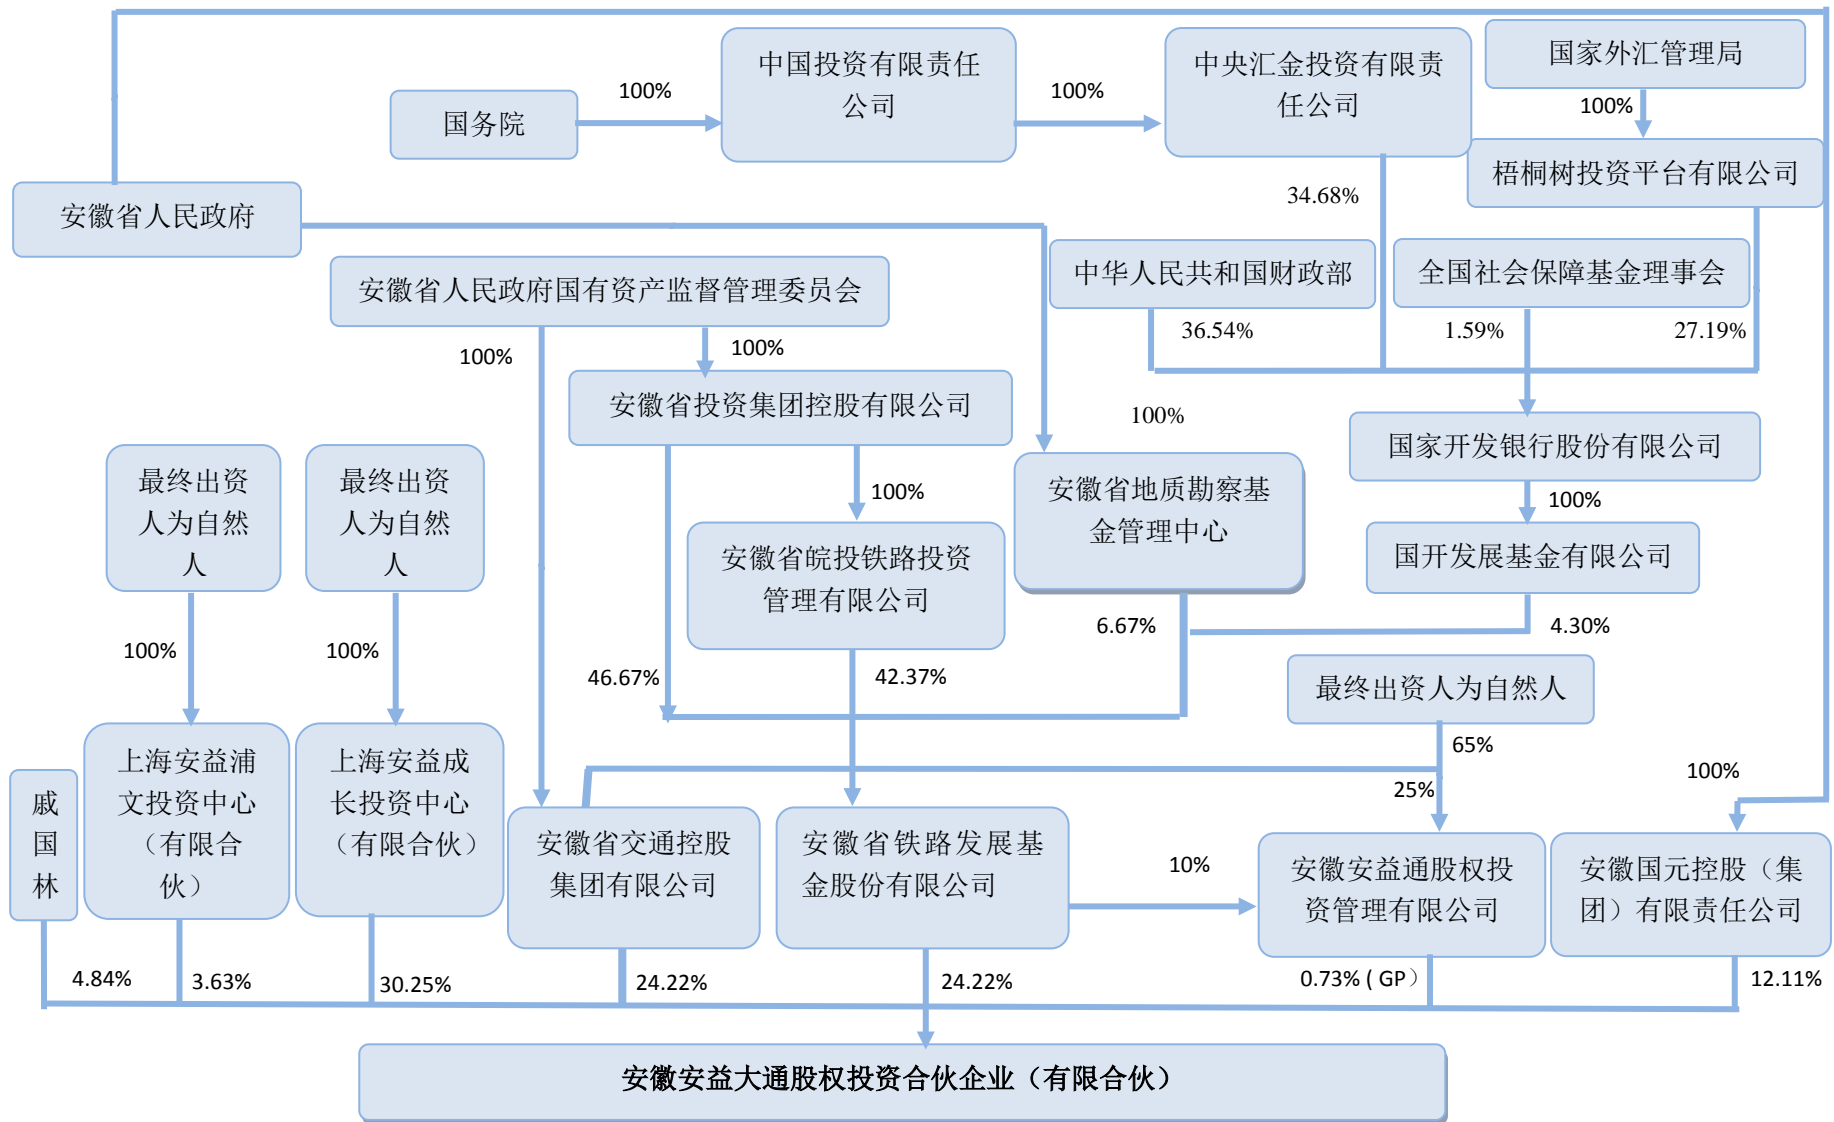 中国投资有限责任
公司
中央汇金投资有限责
任公司
国家外汇管理局
国务院
100%
100%
100%
梧桐树投资平台有限公司
安徽省人民政府
34.68%
安徽省人民政府国有资产监督管理委员会
中华人民共和国财政部
全国社会保障基金理事会
100%
100%
36.54%
1.59%
27.19%
安徽省投资集团控股有限公司
100%
国家开发银行股份有限公司
最终出资
人为自然
人
最终出资
人为自然
人
100%
安徽省地质勘察基
金管理中心
100%
安徽省皖投铁路投资
管理有限公司
国开发展基金有限公司
100%
100%
46.67%
42.37%
6.67%
4.30%
最终出资人为自然人
65%
25%
100%
戚
国
林
上海安益浦
文投资中心
（有限合
伙）
上海安益成
长投资中心
（有限合伙）
安徽省交通控股
集团有限公司
安徽省铁路发展基
金股份有限公司
10%
安徽安益通股权投
资管理有限公司
安徽国元控股（集
团）有限责任公司
4.84%
3.63%
30.25%
24.22%
24.22%
0.73% ( GP）
12.11%
安徽安益大通股权投资合伙企业（有限合伙）